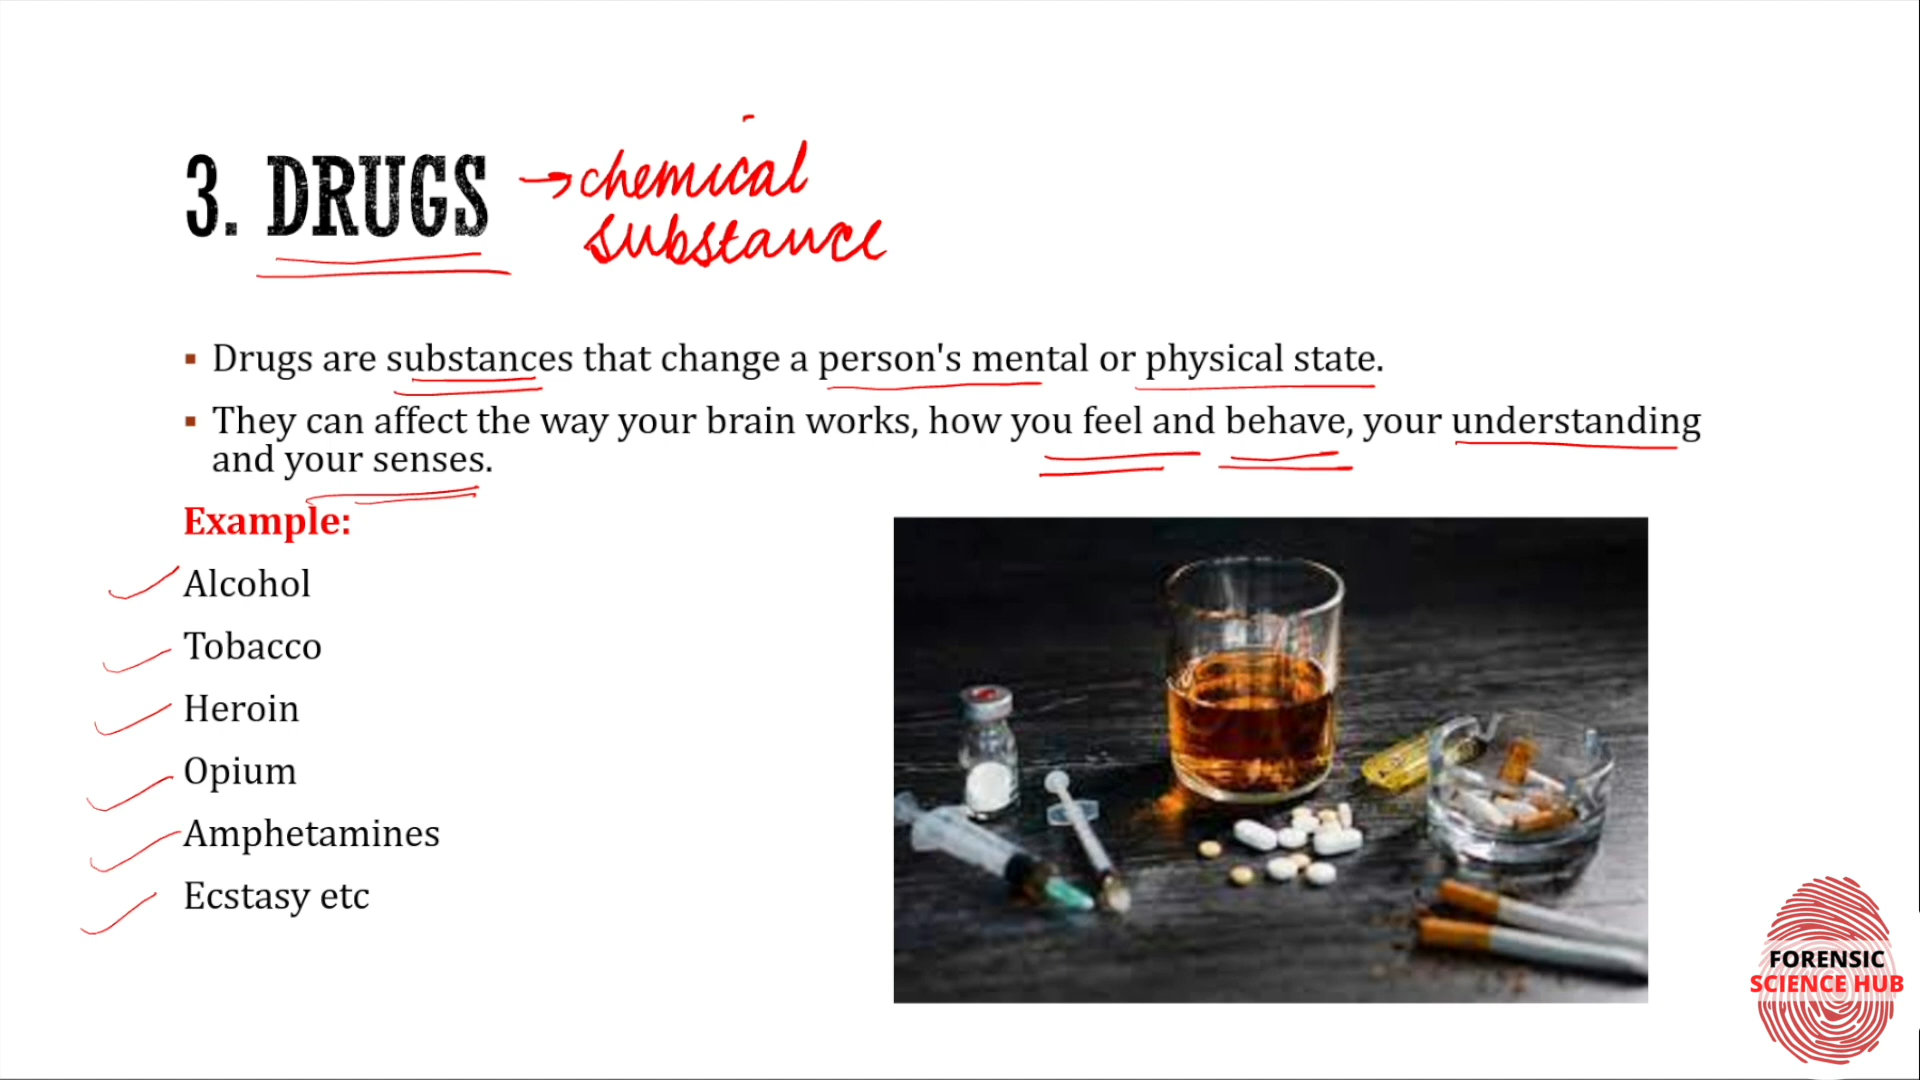 3. DRUGS → chemical
substance
▪ Drugs are substances that change a person's mental or physical state.
▪ They can affect the way your brain works, how you feel and behave, your understanding
and your senses.
Example:
Alcohol
Tobacco
Heroin
Opium
Amphetamines
Ecstasy etc
FORENSIC
SCIENCE HUB